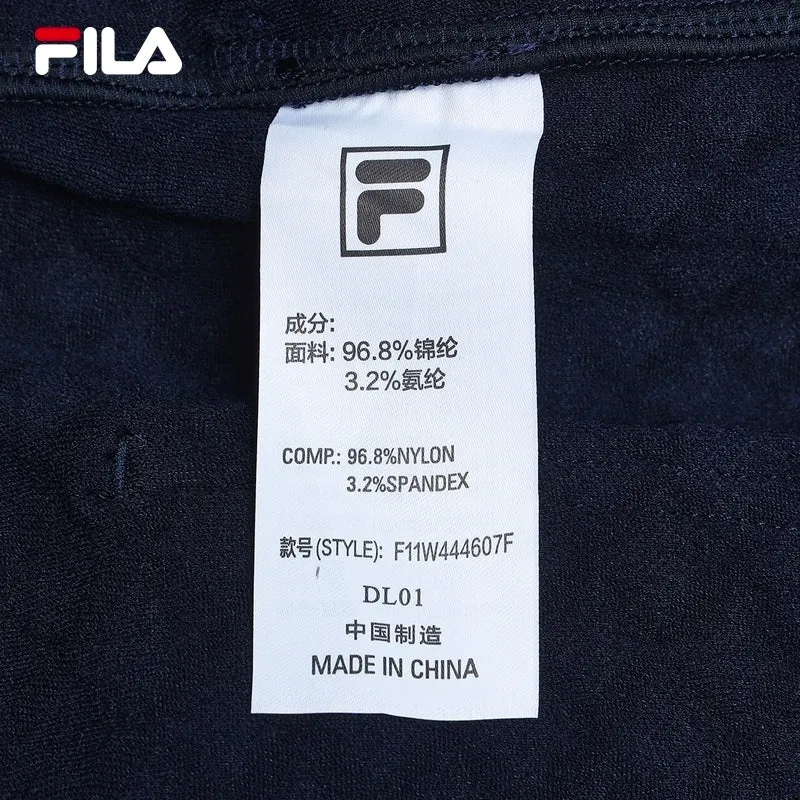 FILA
F
成分:
面料: 96.8%锦纶
3.2%氨纶
COMP.: 96.8%NYLON
3.2%SPANDEX
款号(STYLE): F11W444607F
DL01
中国制造
MADE IN CHINA